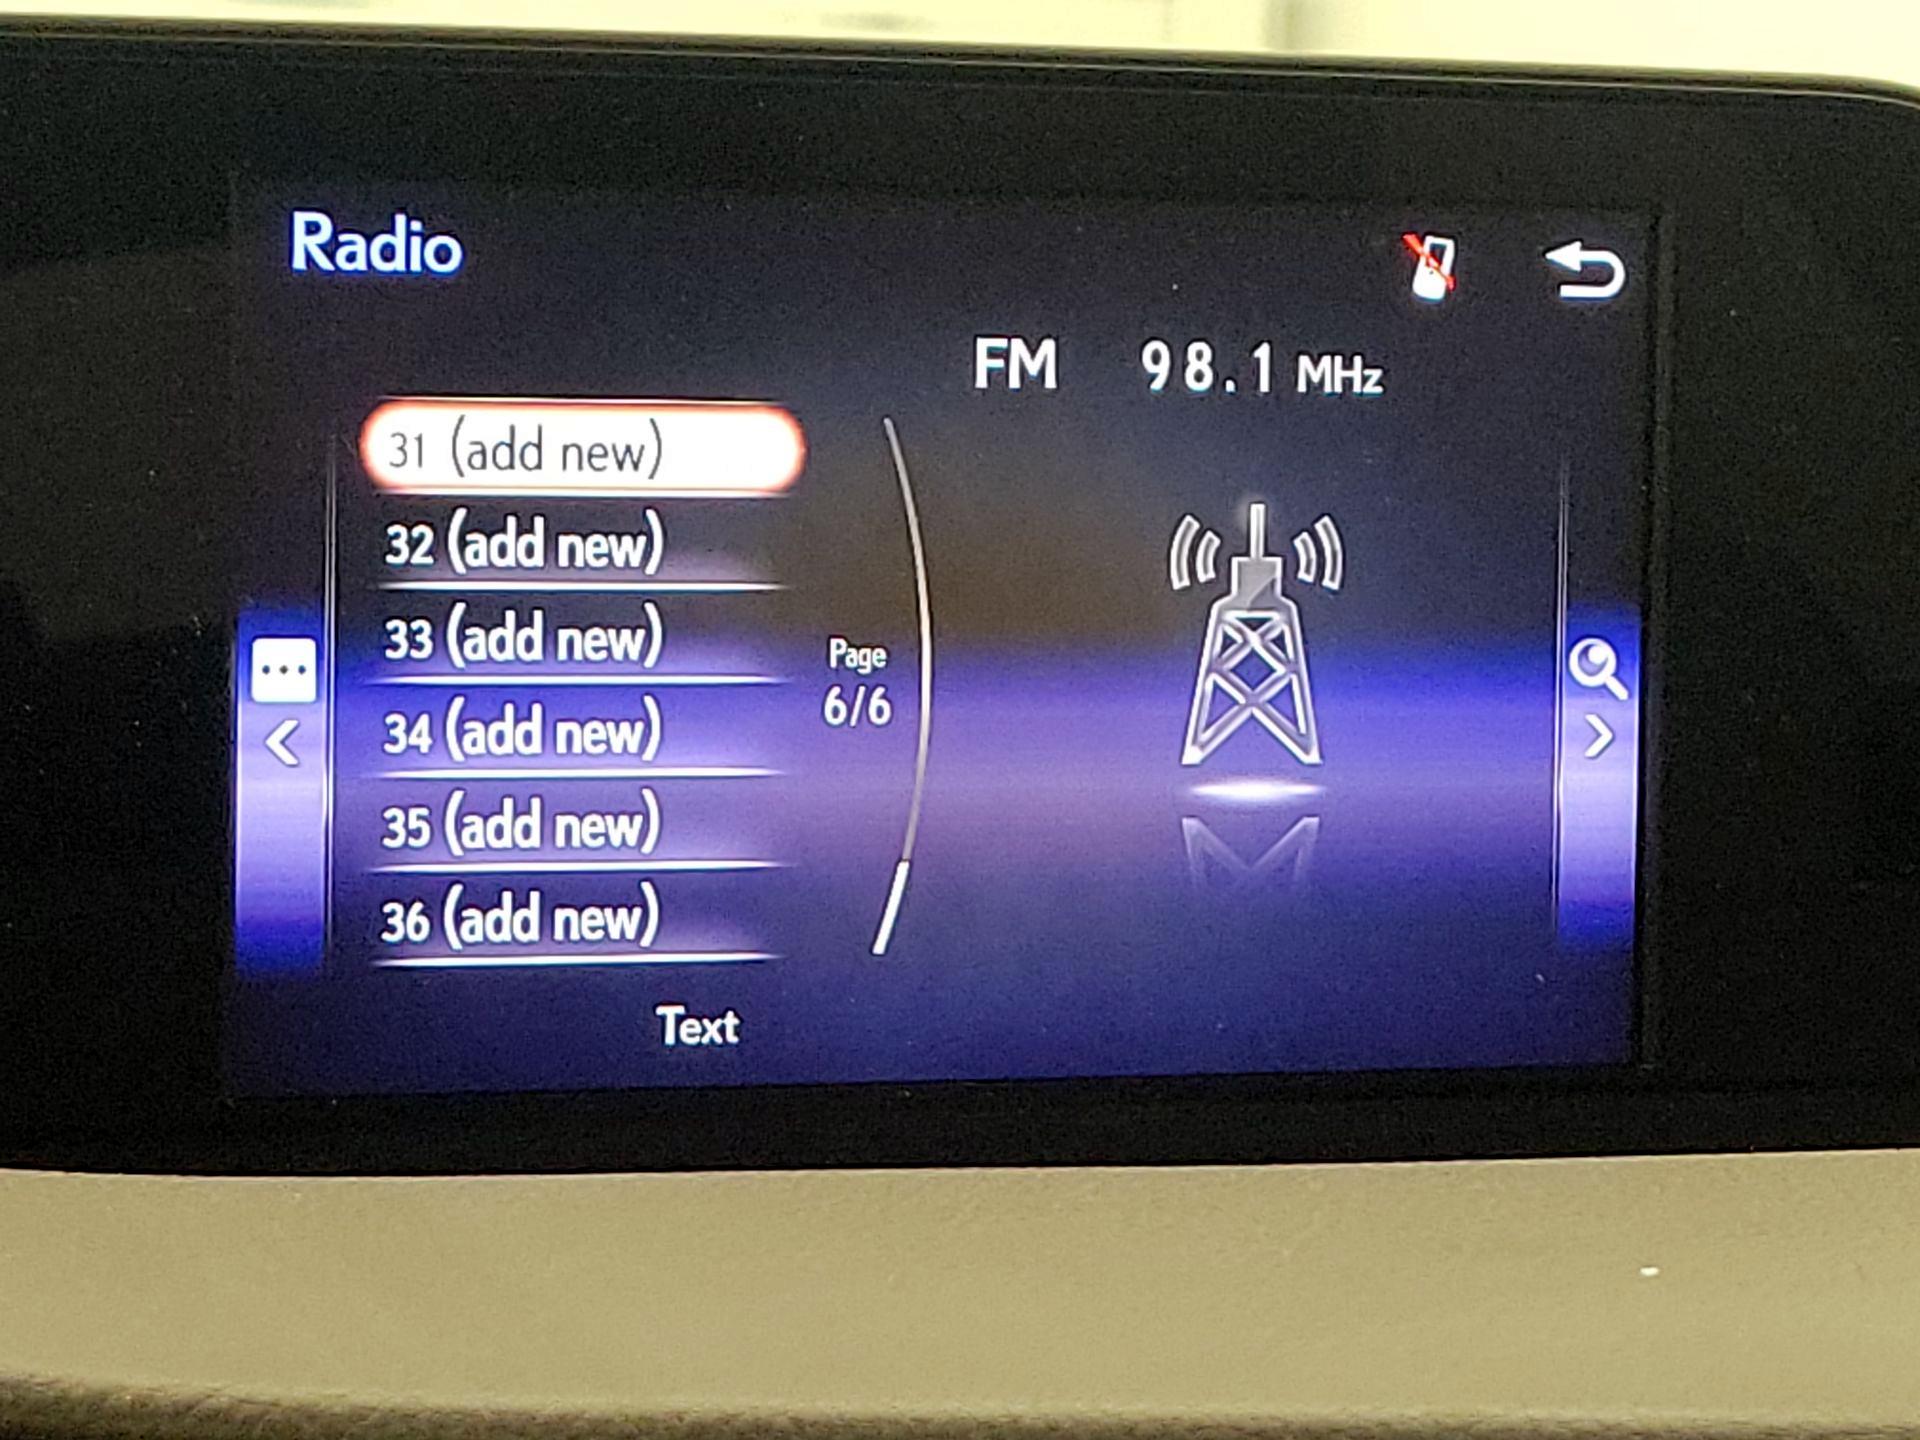 Radio
FM 98.1 MHz
31 (add new)
32 (add new)
33 (add new)
34 (add new)
35 (add new)
36 (add new)
Page
6/6
Text